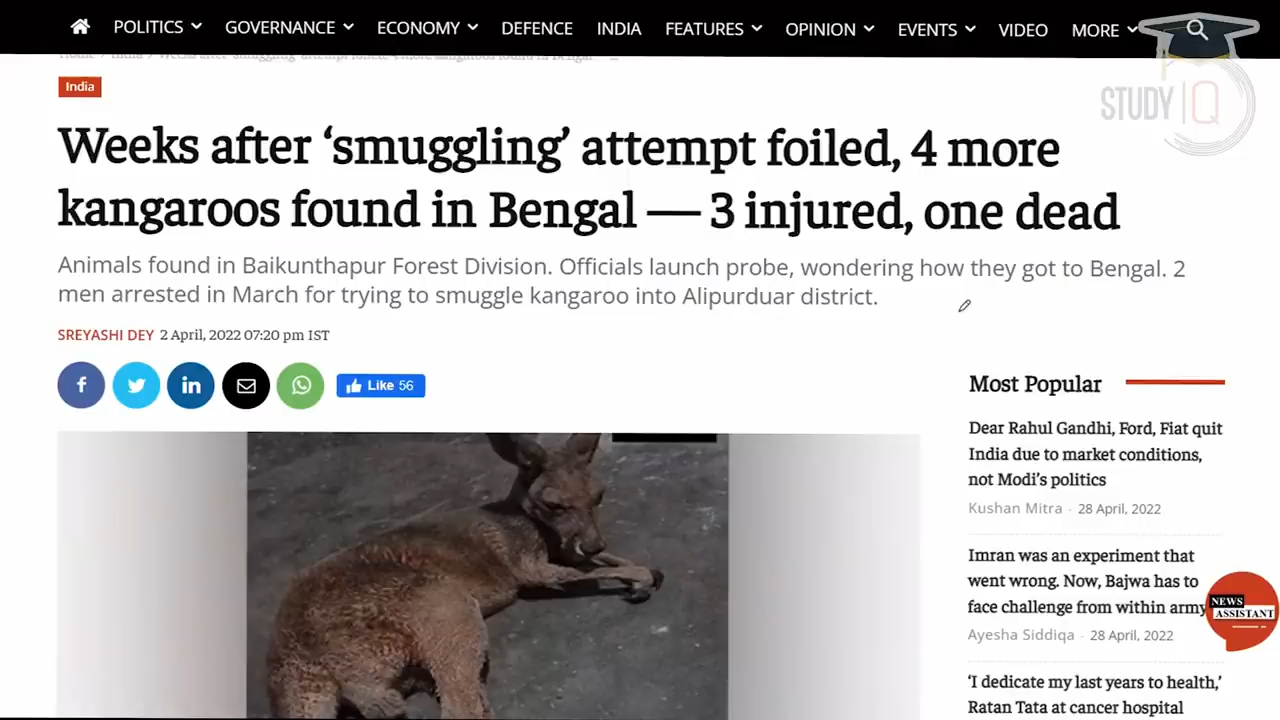 POLITICS GOVERNANCE ECONOMY DEFENCE INDIA FEATURES OPINION EVENTS VIDEO MORE
STUDY IQ
India
Weeks after ‘smuggling’ attempt foiled, 4 more
kangaroos found in Bengal — 3 injured, one dead
Animals found in Baikunthapur Forest Division. Officials launch probe, wondering how they got to Bengal. 2
men arrested in March for trying to smuggle kangaroo into Alipurduar district.
SREYASHI DEY 2 April, 2022 07:20 pm IST
f in Like 56
Most Popular
Dear Rahul Gandhi, Ford, Fiat quit
India due to market conditions,
not Modi’s politics
Kushan Mitra - 28 April, 2022
Imran was an experiment that
went wrong. Now, Bajwa has to
face challenge from within army
Ayesha Siddiqa - 28 April, 2022
NEWS
ASSISTANT
‘I dedicate my last years to health,’
Ratan Tata at cancer hospital